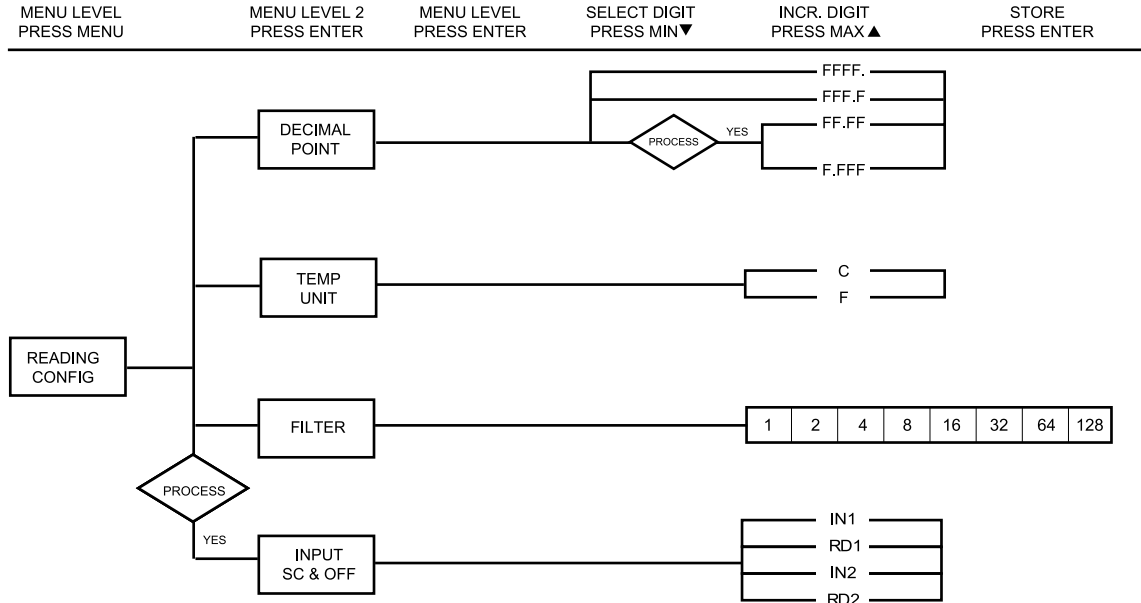 MENU LEVEL
PRESS MENU
MENU LEVEL 2
PRESS ENTER
MENU LEVEL
PRESS ENTER
SELECT DIGIT
PRESS MIN▼
INCR. DIGIT
PRESS MAX▲
STORE
PRESS ENTER
READING
CONFIG
DECIMAL
POINT
PROCESS
YES
FFFF.
FFF.F
FF.FF
F.FFF
TEMP
UNIT
C
F
FILTER
1 2 4 8 16 32 64 128
PROCESS
YES
INPUT
SC & OFF
IN1
RD1
IN2
RD2